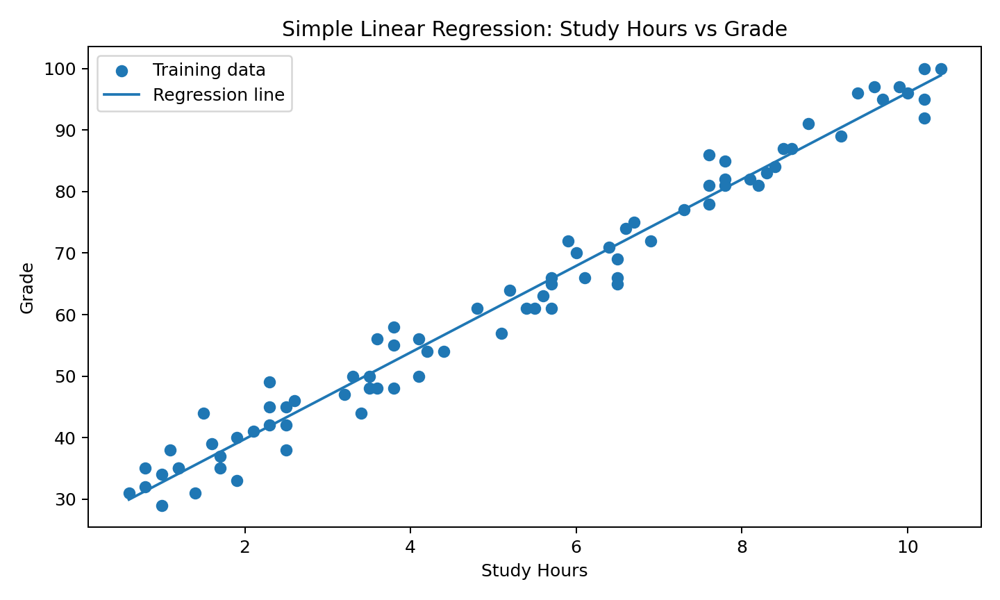 Simple Linear Regression: Study Hours vs Grade
Training data
Regression line
100
90
80
70
60
50
40
30
Grade
2 4 6 8 10
Study Hours